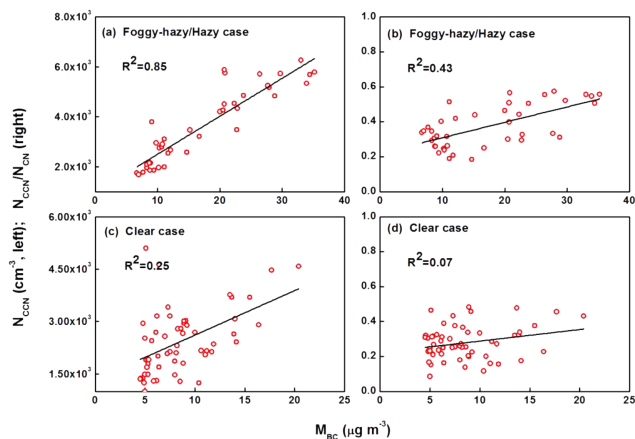 (a) Foggy-hazy/Hazy case
R²=0.85
8.0x10³
6.0x10³
4.0x10³
2.0x10³
0 10 20 30 40
(b) Foggy-hazy/Hazy case
R²=0.43
1.0
0.8
0.6
0.4
0.2
0.0
0 10 20 30 40
N_CCN (cm⁻³, left); N_CCN/N_CN (right)
(c) Clear case
R²=0.25
6.00x10³
4.50x10³
3.00x10³
1.50x10³
0 5 10 15 20 25
(d) Clear case
R²=0.07
1.0
0.8
0.6
0.4
0.2
0.0
0 5 10 15 20 25
M_BC (µg m⁻³)